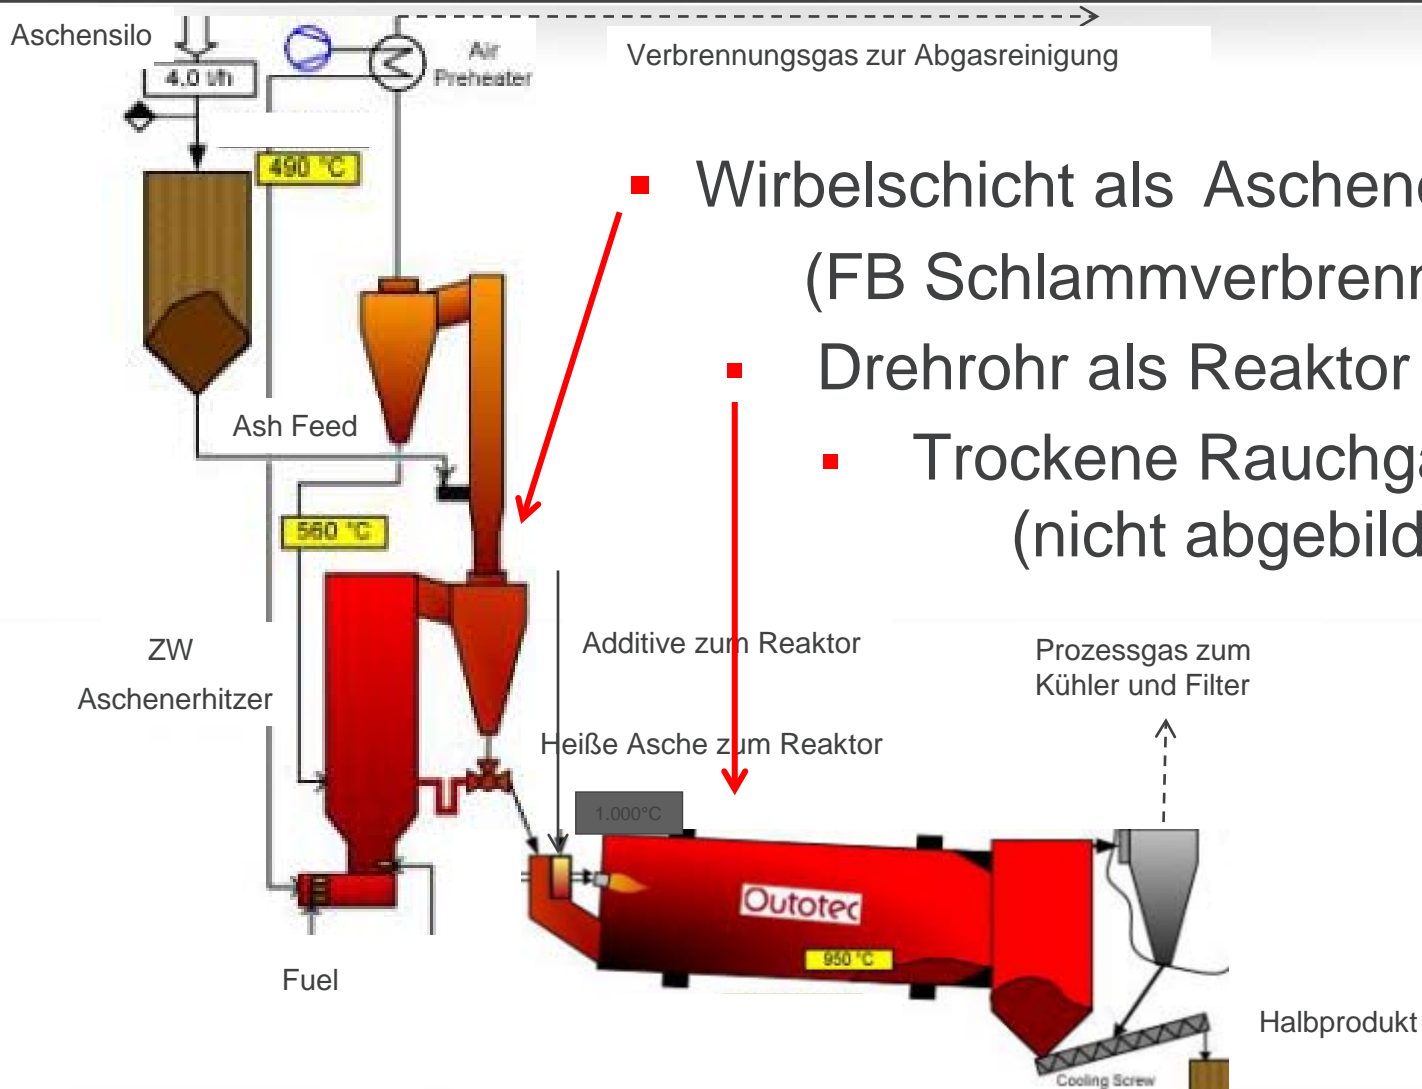 Aschensilo
4,0 t/h
Air
Preheater
Verbrennungsgas zur Abgasreinigung
490 °C
Wirbelschicht als Aschene
(FB Schlammverbrenn
Drehrohr als Reaktor
Trockene Rauchga
(nicht abgebild
Ash Feed
560 °C
ZW
Aschenerhitzer
Additive zum Reaktor
Prozessgas zum
Kühler und Filter
Heiße Asche zum Reaktor
1.000°C
Outotec
950 °C
Fuel
Halbprodukt
Cooling Screw